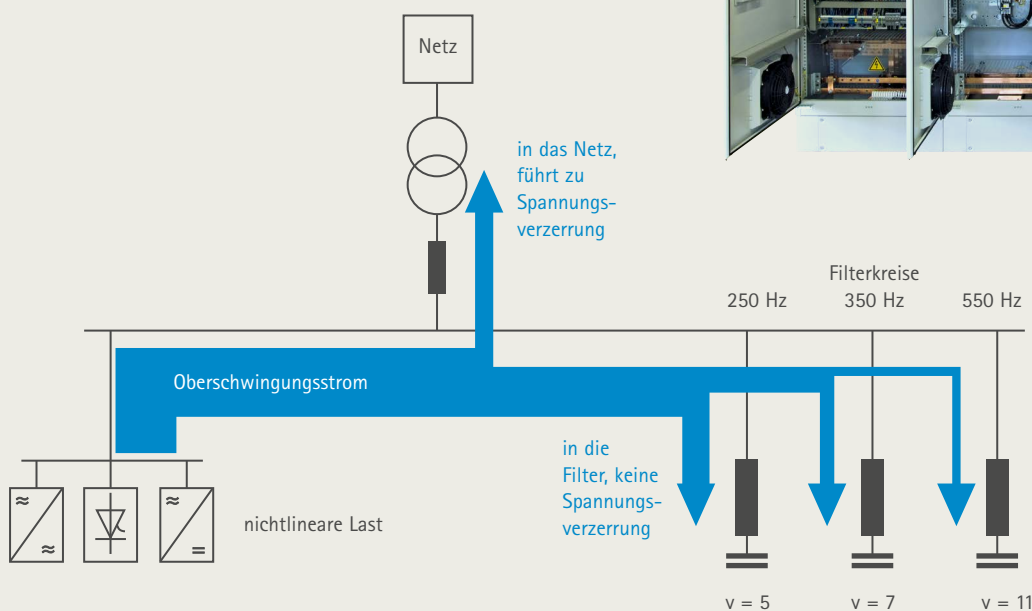 Netz
in das Netz,
führt zu
Spannungs-
verzerrung
Filterkreise
250 Hz
350 Hz
550 Hz
Oberschwingungsstrom
in die
Filter, keine
Spannungs-
verzerrung
nichtlineare Last
≈
≈
≈
=
v = 5
v = 7
v = 11